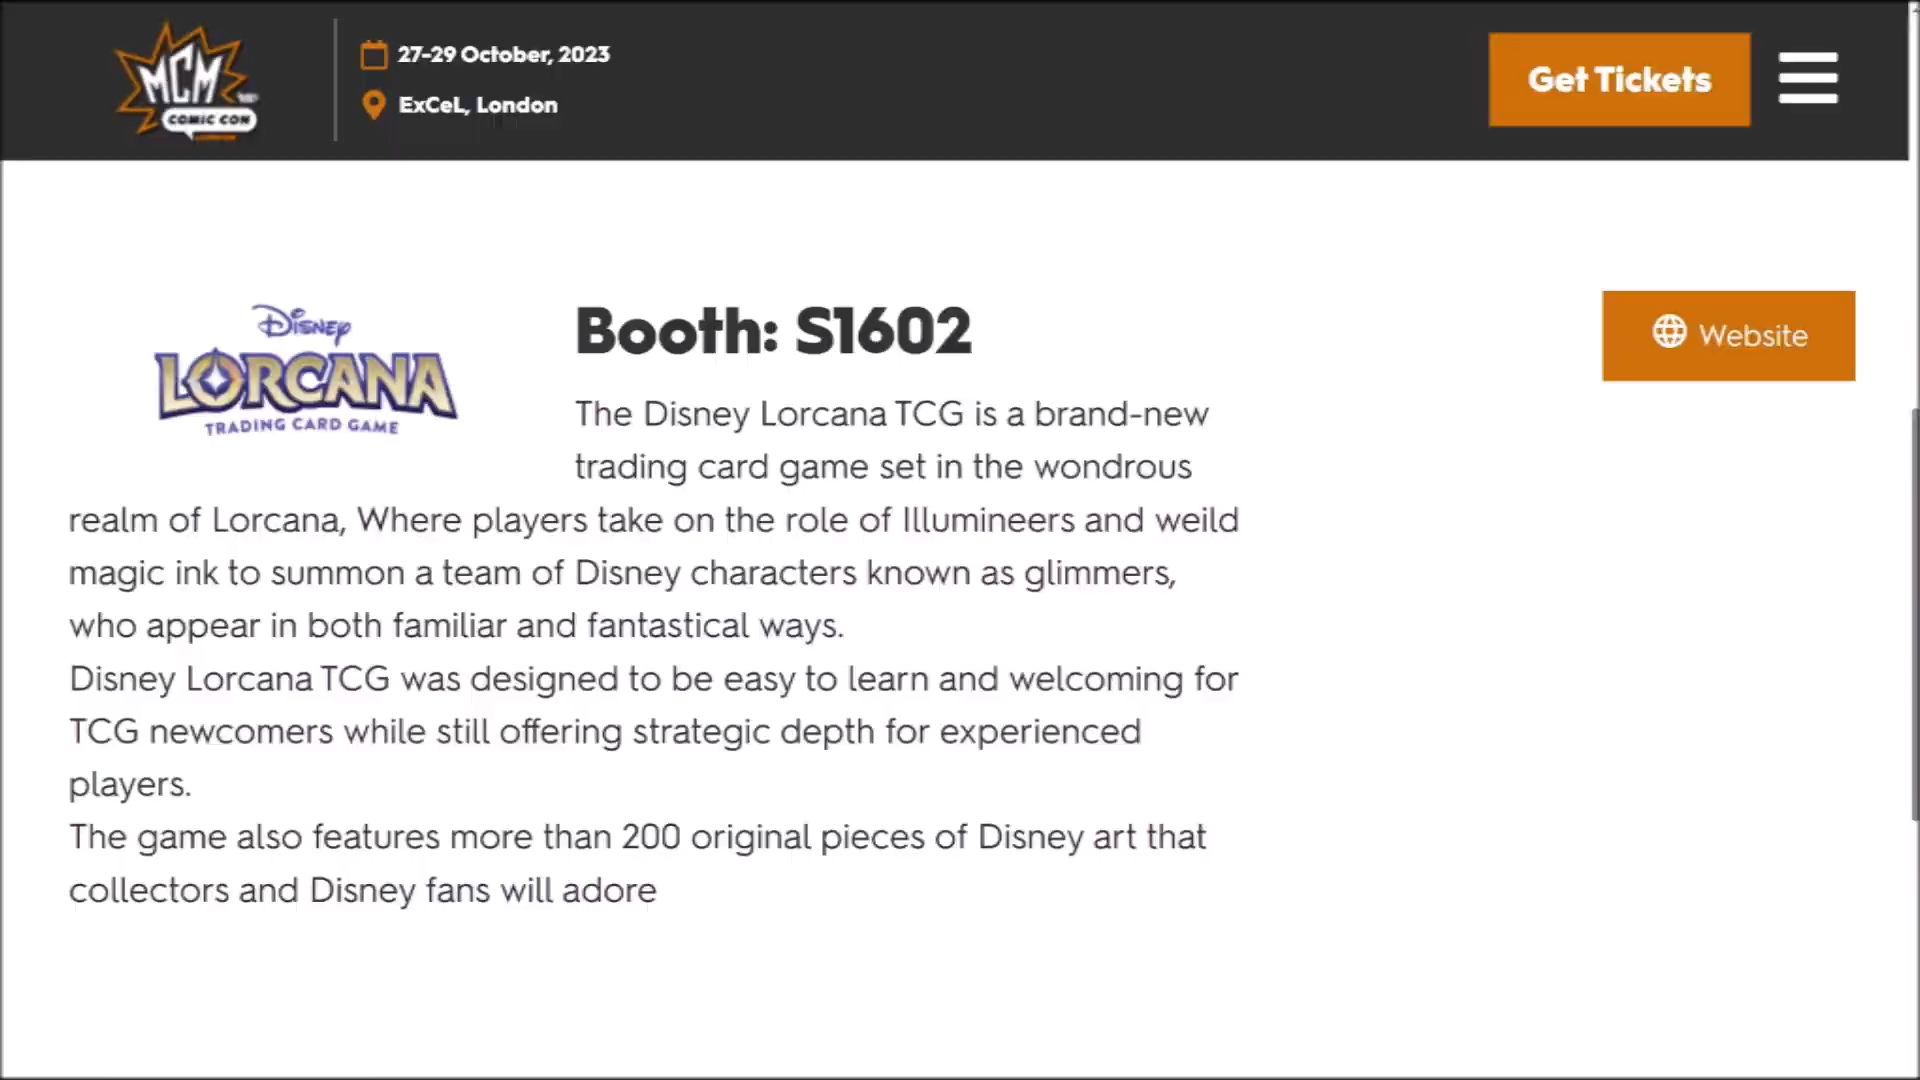 MCM
COMIC CON
27-29 October, 2023
ExCeL, London
Get Tickets
Disney
LORCANA
TRADING CARD GAME
Booth: S1602
Website
The Disney Lorcana TCG is a brand-new
trading card game set in the wondrous
realm of Lorcana, Where players take on the role of Illumineers and weild
magic ink to summon a team of Disney characters known as glimmers,
who appear in both familiar and fantastical ways.
Disney Lorcana TCG was designed to be easy to learn and welcoming for
TCG newcomers while still offering strategic depth for experienced
players.
The game also features more than 200 original pieces of Disney art that
collectors and Disney fans will adore